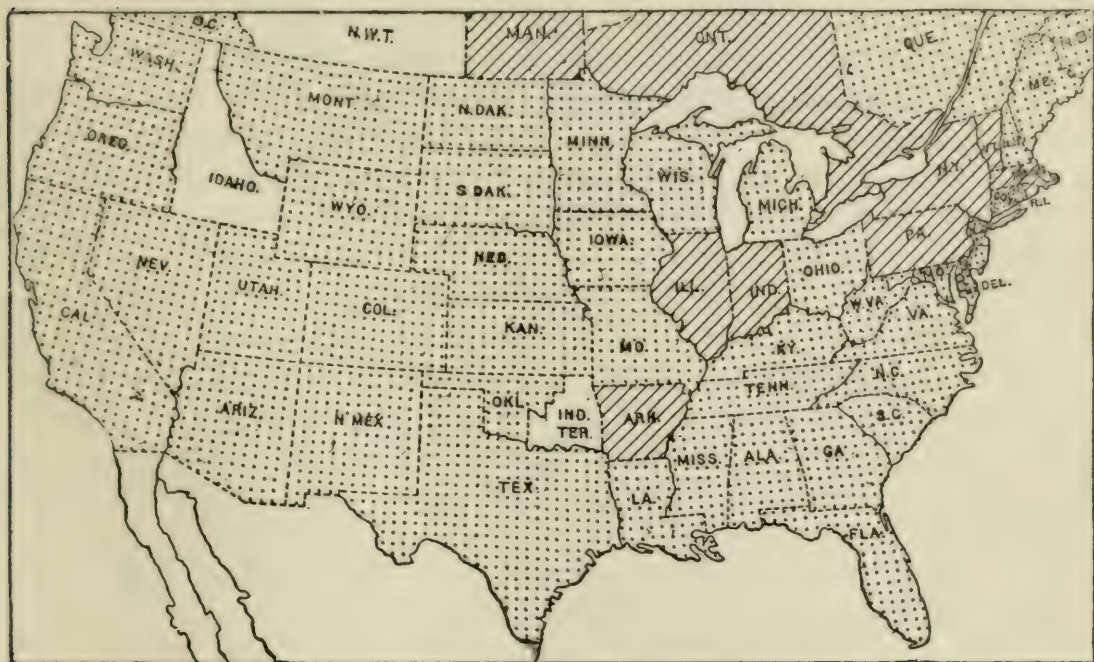 B.C.
N.W.T.
MAN.
ONT.
QUE.
N.B.
WASH.
MONT.
N.DAK.
MINN.
ME.
OREG.
IDAHO.
WYO.
S.DAK.
WIS.
MICH.
VT.
N.Y.
R.I.
NEV.
UTAH.
NEB.
IOWA.
PA.
CAL.
COL.
KAN.
MO.
ILL.
IND.
OHIO.
W.VA.
VA.
DEL.
KY.
ARIZ.
N.MEX.
OKL.
IND.
TER.
ARK.
TENN.
N.C.
S.C.
TEX.
LA.
MISS.
ALA.
GA.
FLA.